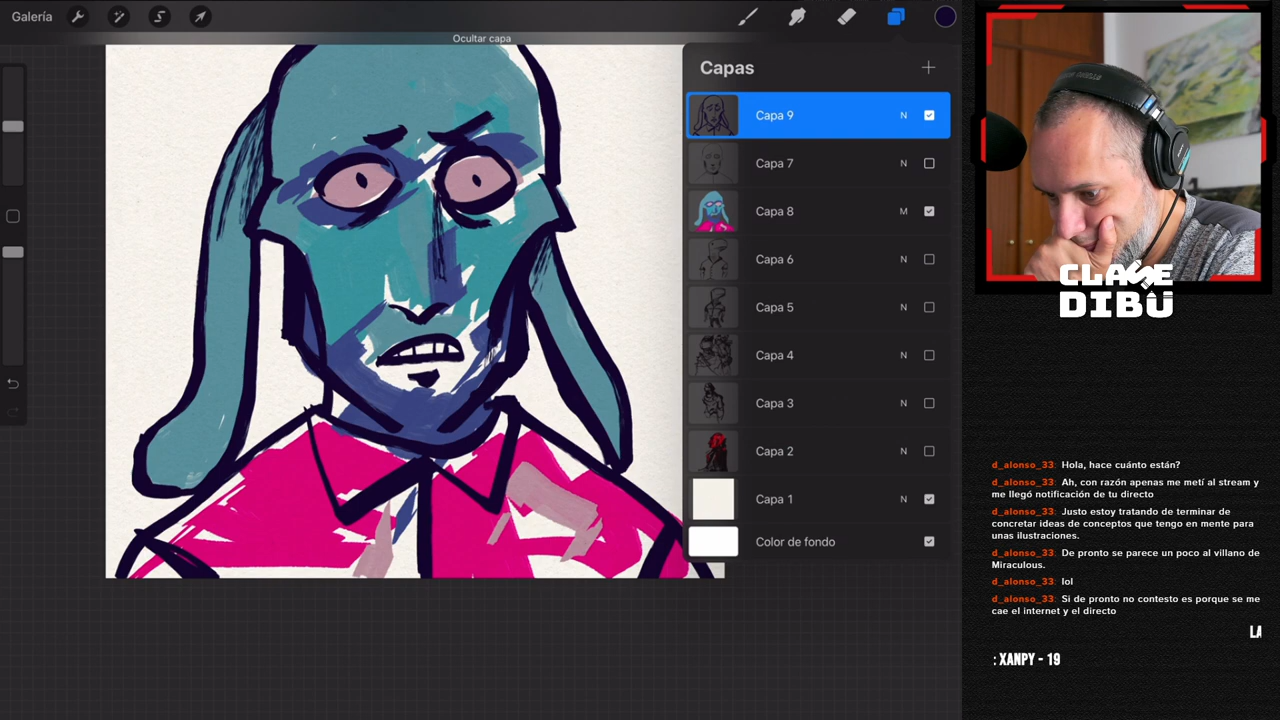 Galería
Ocultar capa
Capas
Capa 9 N
Capa 7 N
Capa 8 M
Capa 6 N
Capa 5 N
Capa 4 N
Capa 3 N
Capa 2 N
Capa 1 N
Color de fondo
CLASE
DIBU
d_alonso_33: Hola, hace cuánto están?
d_alonso_33: Ah, con razón apenas me metí al stream y
me llegó notificación de tu directo
d_alonso_33: Justo estoy tratando de terminar de
concretar ideas de conceptos que tengo en mente para
unas ilustraciones.
d_alonso_33: De pronto se parece un poco al villano de
Miraculous.
d_alonso_33: lol
d_alonso_33: Si de pronto no contesto es porque se me
cae el internet y el directo
LA
: XANPY - 19